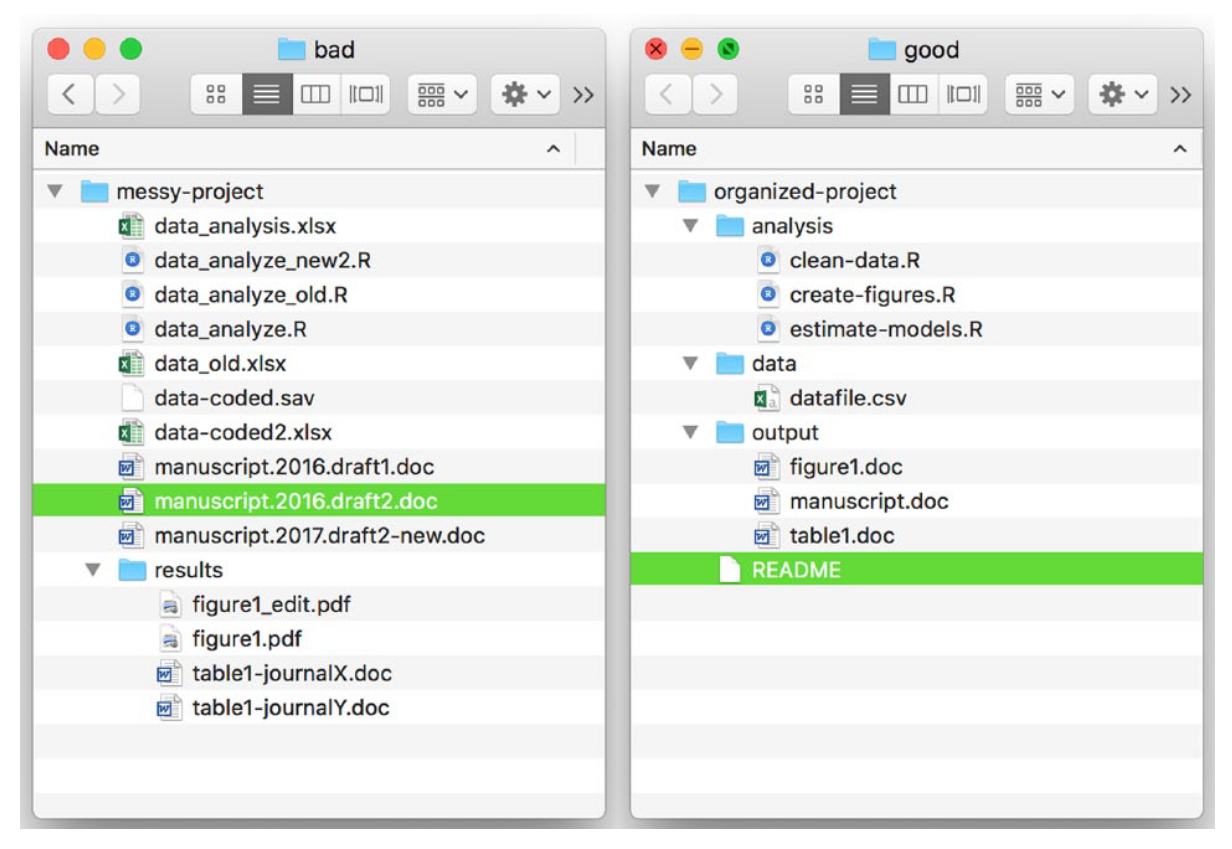 bad
Name
messy-project
data_analysis.xlsx
data_analyze_new2.R
data_analyze_old.R
data_analyze.R
data_old.xlsx
data-coded.sav
data-coded2.xlsx
manuscript.2016.draft1.doc
manuscript.2016.draft2.doc
manuscript.2017.draft2-new.doc
results
figure1_edit.pdf
figure1.pdf
table1-journalX.doc
table1-journalY.doc
good
Name
organized-project
analysis
clean-data.R
create-figures.R
estimate-models.R
data
datafile.csv
output
figure1.doc
manuscript.doc
table1.doc
README